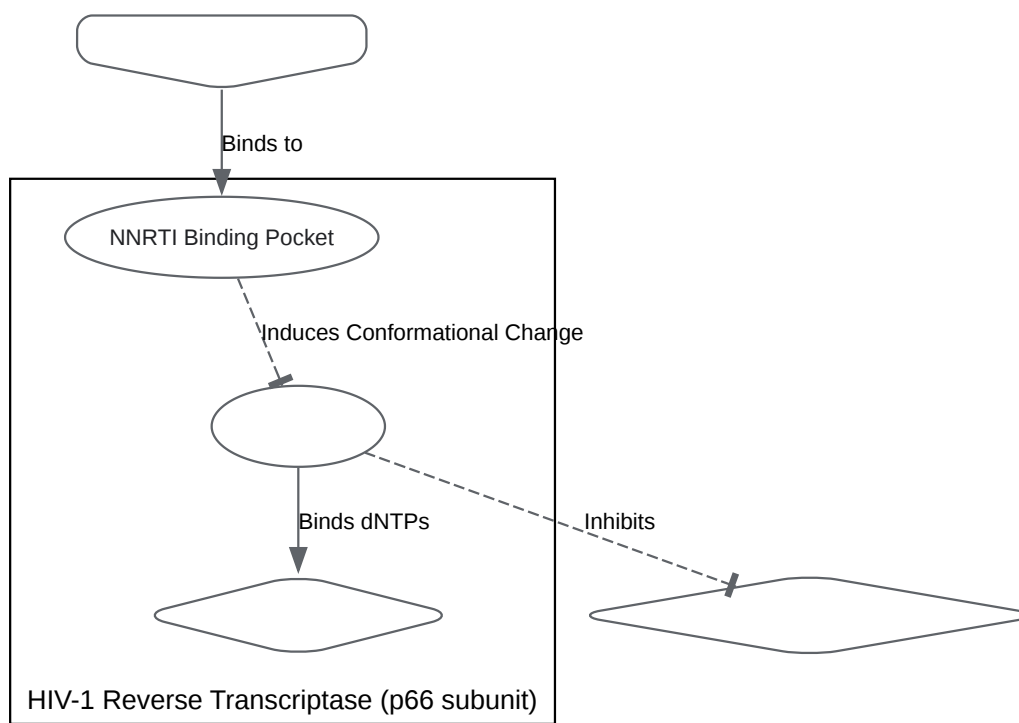 Binds to
NNRTI Binding Pocket
Induces Conformational Change
Binds dNTPs
Inhibits
HIV-1 Reverse Transcriptase (p66 subunit)